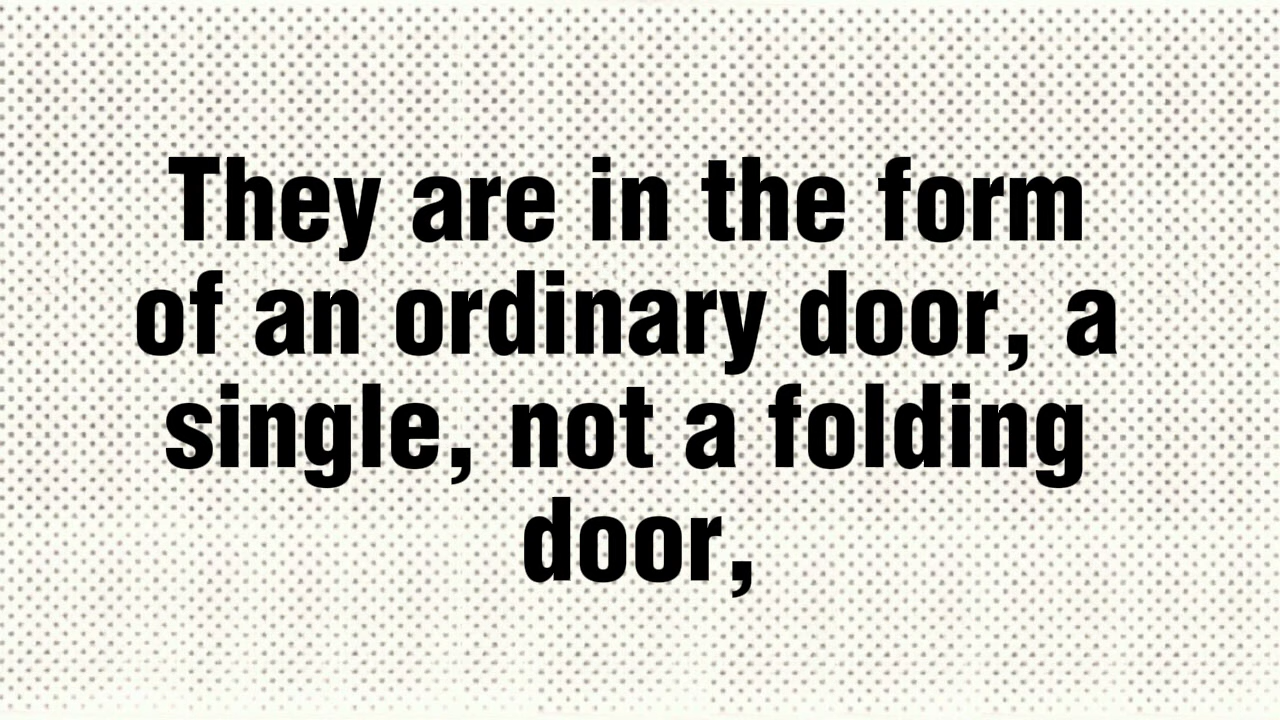 They are in the form
of an ordinary door, a
single, not a folding
door,